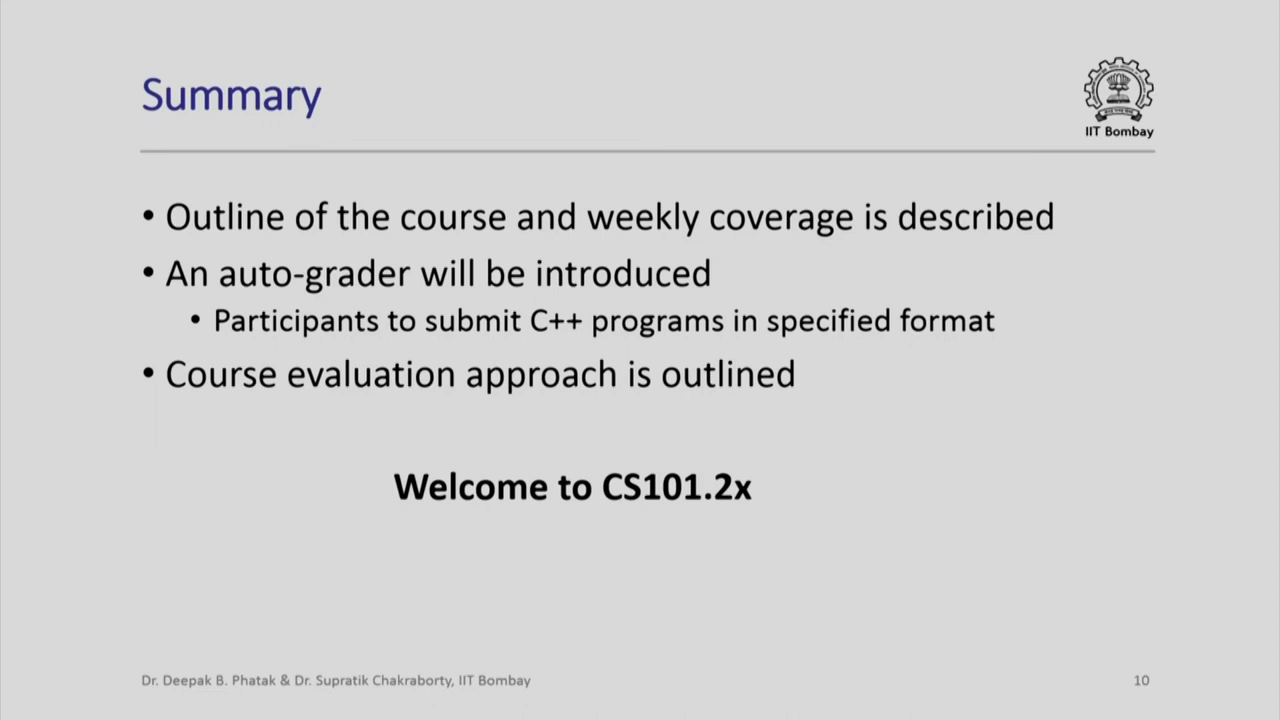 Summary
IIT Bombay
• Outline of the course and weekly coverage is described
• An auto-grader will be introduced
• Participants to submit C++ programs in specified format
• Course evaluation approach is outlined
Welcome to CS101.2x
Dr. Deepak B. Phatak & Dr. Supratik Chakraborty, IIT Bombay
10